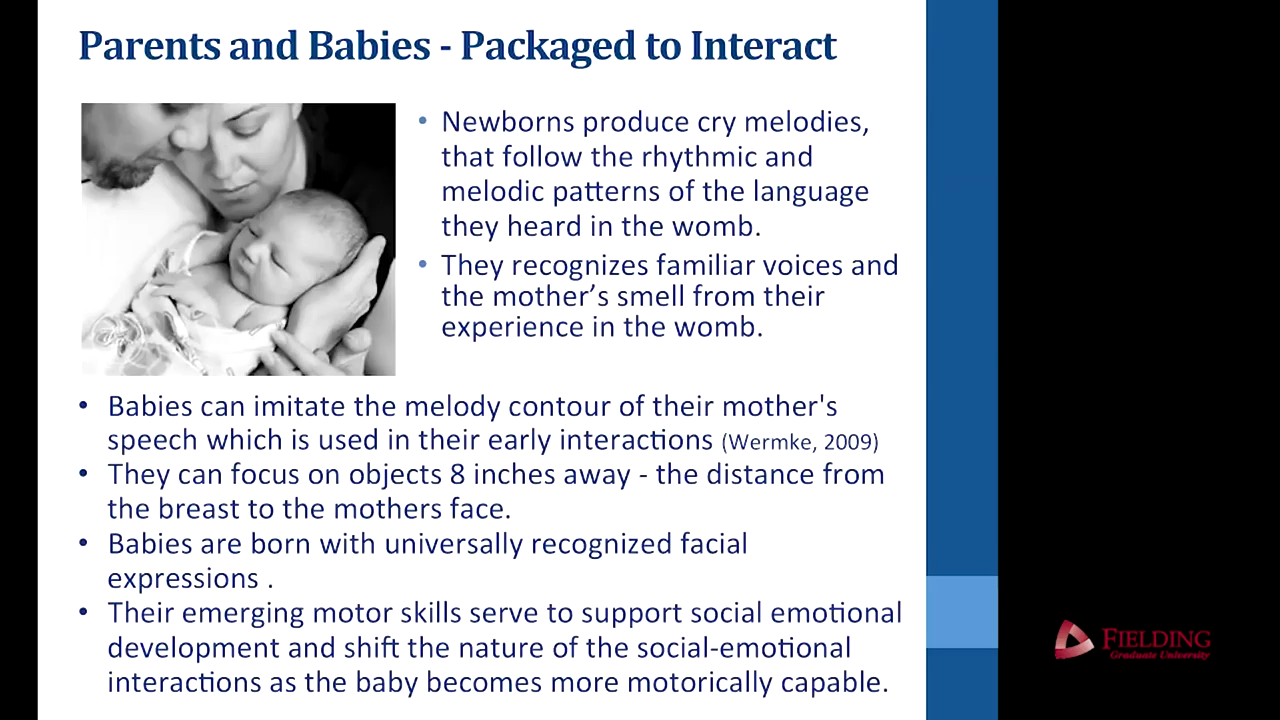 Parents and Babies - Packaged to Interact
• Newborns produce cry melodies,
that follow the rhythmic and
melodic patterns of the language
they heard in the womb.
• They recognizes familiar voices and
the mother’s smell from their
experience in the womb.
• Babies can imitate the melody contour of their mother's
speech which is used in their early interactions (Wermke, 2009)
• They can focus on objects 8 inches away - the distance from
the breast to the mothers face.
• Babies are born with universally recognized facial
expressions .
• Their emerging motor skills serve to support social emotional
development and shift the nature of the social-emotional
interactions as the baby becomes more motorically capable.
FIELDING
Graduate University